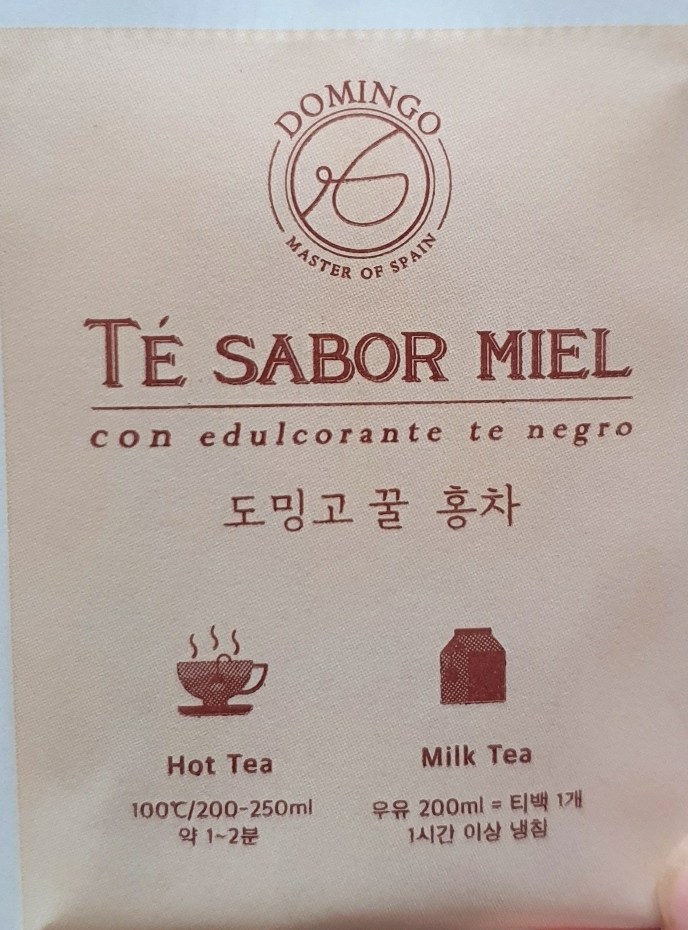 DOMINGO
MASTER OF SPAIN
TÉ SABOR MIEL
con edulcorante te negro
도밍고 꿀 홍차
Hot Tea
100℃/200-250ml
약 1~2분
Milk Tea
우유 200ml = 티백 1개
1시간 이상 냉침